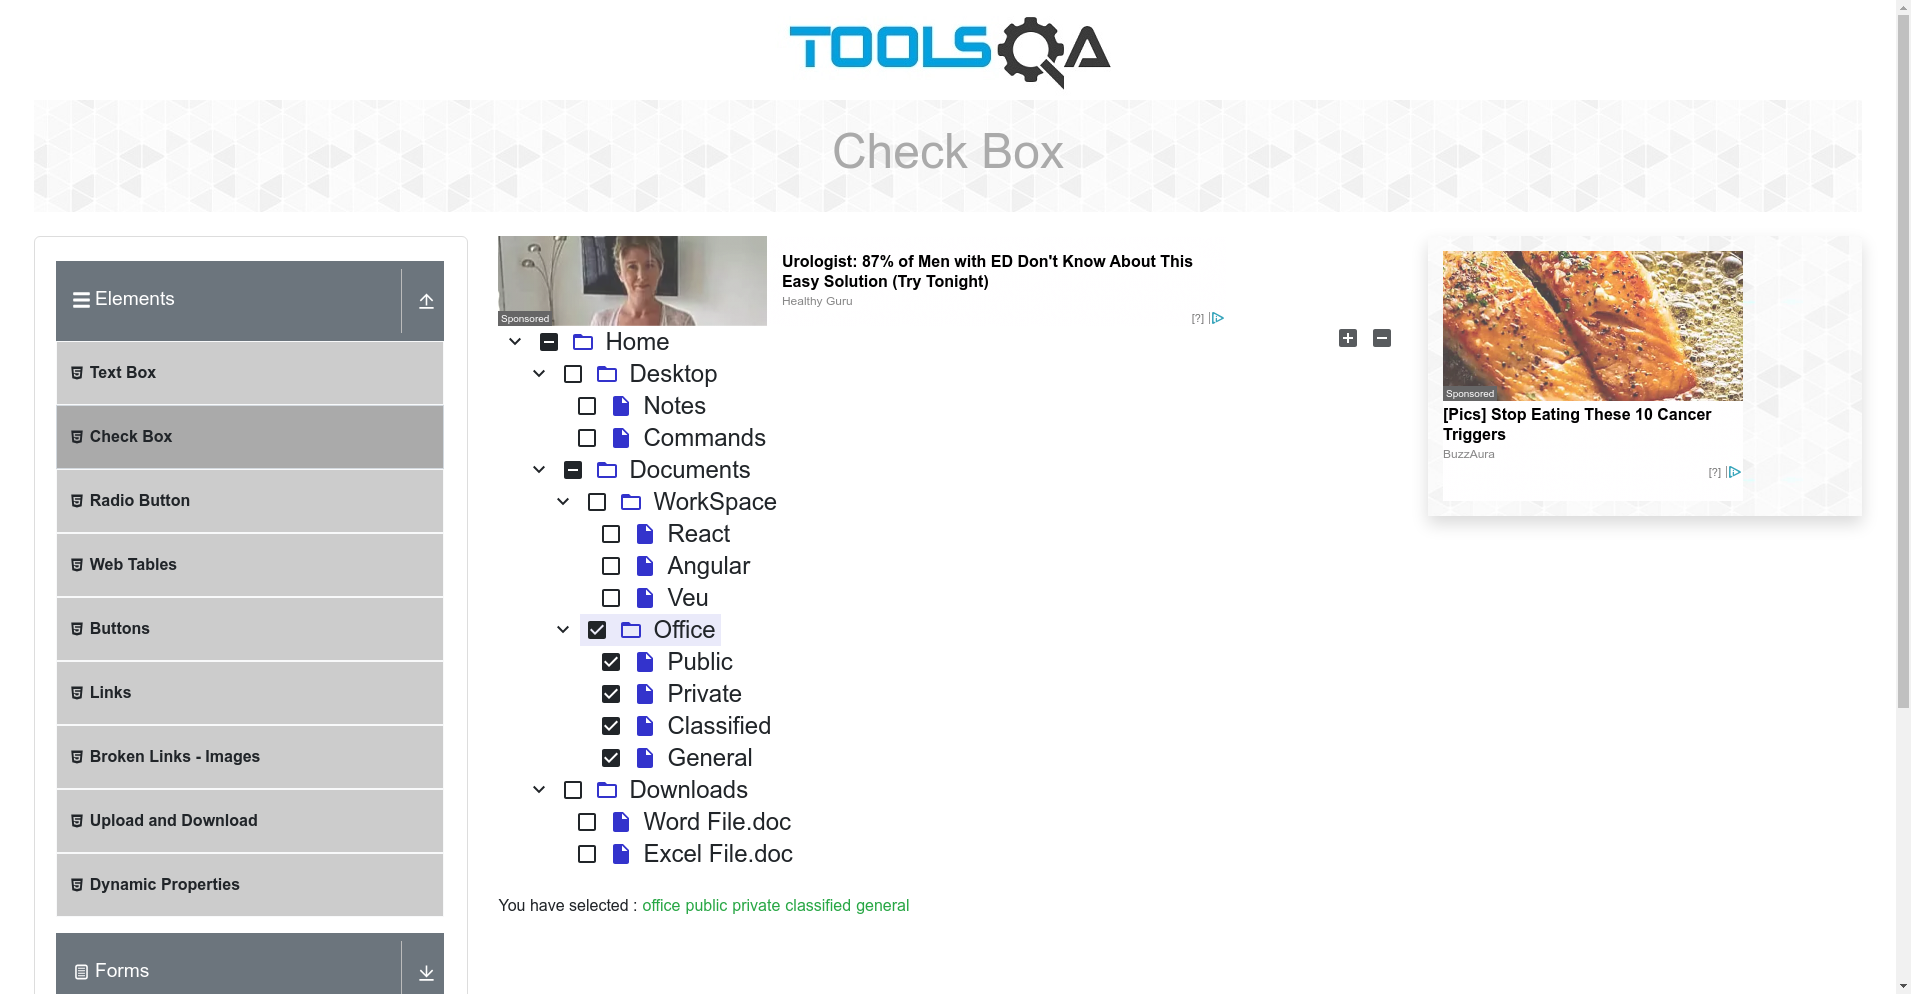 TOOLSQA
Check Box
Elements
Text Box
Check Box
Radio Button
Web Tables
Buttons
Links
Broken Links - Images
Upload and Download
Dynamic Properties
Forms
Sponsored
Urologist: 87% of Men with ED Don't Know About This
Easy Solution (Try Tonight)
Healthy Guru
[?]
Home
Desktop
Notes
Commands
Documents
WorkSpace
React
Angular
Veu
Office
Public
Private
Classified
General
Downloads
Word File.doc
Excel File.doc
You have selected : office public private classified general
Sponsored
[Pics] Stop Eating These 10 Cancer
Triggers
BuzzAura
[?]